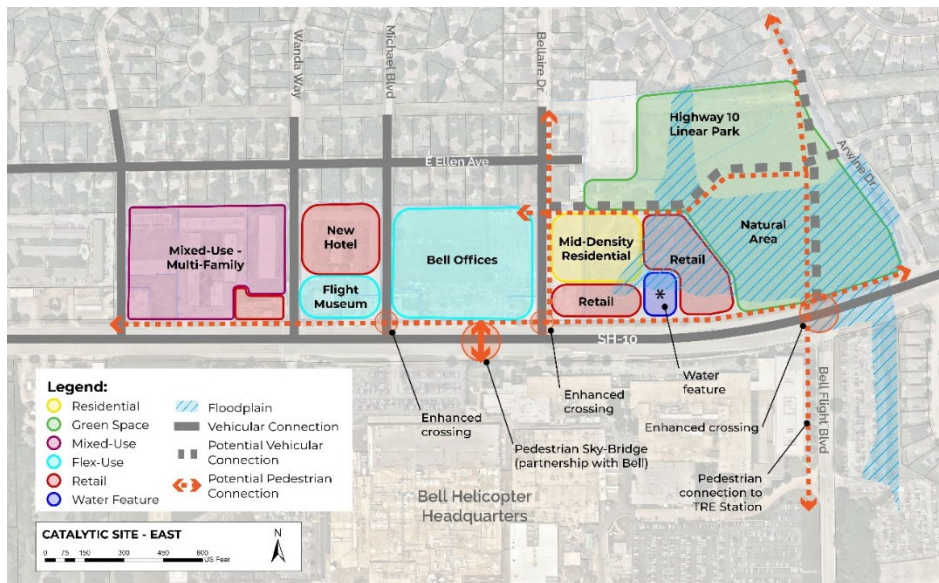 Wanda Way
Michael Blvd
Bellaire Dr.
Highway 10
Linear Park
Arwine Dr.
E Ellen Ave
Mixed-Use -
Multi-Family
New
Hotel
Flight
Museum
Bell Offices
Mid-Density
Residential
Retail
Retail
*
Natural
Area
SH-10
Water
feature
Enhanced
crossing
Enhanced
crossing
Enhanced crossing
Pedestrian Sky-Bridge
(partnership with Bell)
Pedestrian
connection to
TRE Station
Bell Flight Blvd
Bell Helicopter
Headquarters
Legend:
Residential
Green Space
Mixed-Use
Flex-Use
Retail
Water Feature
Floodplain
Vehicular Connection
Potential Vehicular
Connection
Potential Pedestrian
Connection
CATALYTIC SITE - EAST
N
0 75 150 300 450 600
US Feet